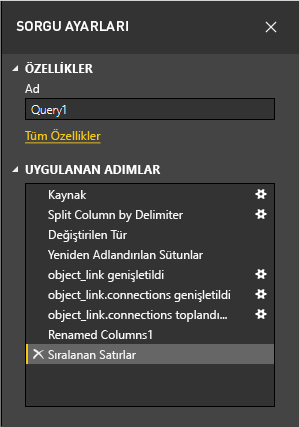 SORGU AYARLARI
ÖZELLİKLER
Ad
Query1
Tüm Özellikler
UYGULANAN ADIMLAR
Kaynak
Split Column by Delimiter
Değiştirilen Tür
Yeniden Adlandırılan Sütunlar
object_link genişletildi
object_link.connections genişletildi
object_link.connections toplandı...
Renamed Columns1
Sıralanan Satırlar